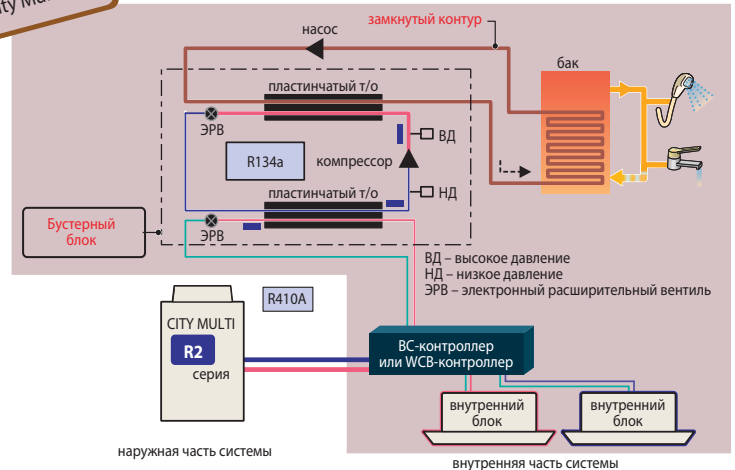 замкнутый контур
насос
бак
пластинчатый т/о
ЭРВ
ВД
R134a
компрессор
пластинчатый т/о
НД
Бустерный
блок
ЭРВ
ВД – высокое давление
НД – низкое давление
ЭРВ – электронный расширительный вентиль
R410A
CITY MULTI
R2
серия
BC-контроллер
или WCB-контроллер
внутренний
блок
внутренний
блок
наружная часть системы
внутренняя часть системы